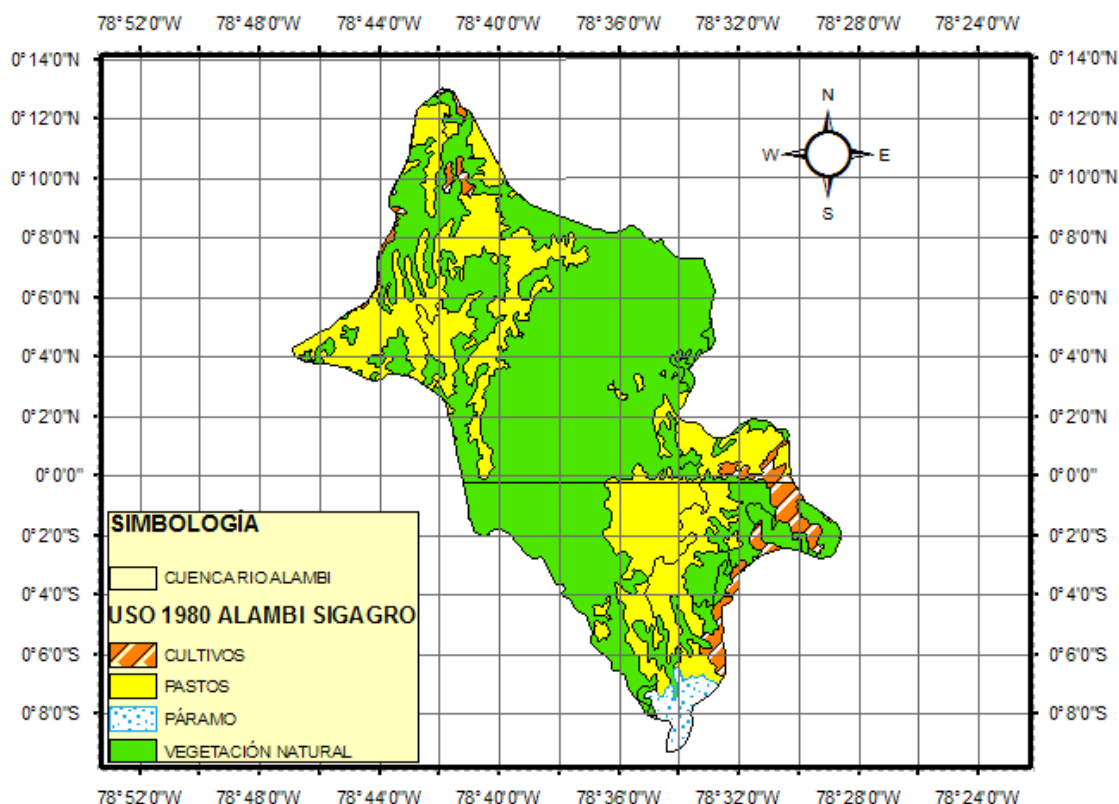 78°52'0"W 78°48'0"W 78°44'0"W 78°40'0"W 78°36'0"W 78°32'0"W 78°28'0"W 78°24'0"W
0°14'0"N 0°14'0"N
N
0°12'0"N 0°12'0"N
W E
0°10'0"N 0°10'0"N
S
0°8'0"N 0°8'0"N
0°6'0"N 0°6'0"N
0°4'0"N 0°4'0"N
0°2'0"N 0°2'0"N
0°0'0" 0°0'0"
SIMBOLOGÍA
0°2'0"S 0°2'0"S
CUENCA RIO ALAMBI
0°4'0"S 0°4'0"S
USO 1980 ALAMBI SIGAGRO
CULTIVOS
0°6'0"S 0°6'0"S
PASTOS
PÁRAMO
0°8'0"S 0°8'0"S
VEGETACIÓN NATURAL
78°52'0"W 78°48'0"W 78°44'0"W 78°40'0"W 78°36'0"W 78°32'0"W 78°28'0"W 78°24'0"W